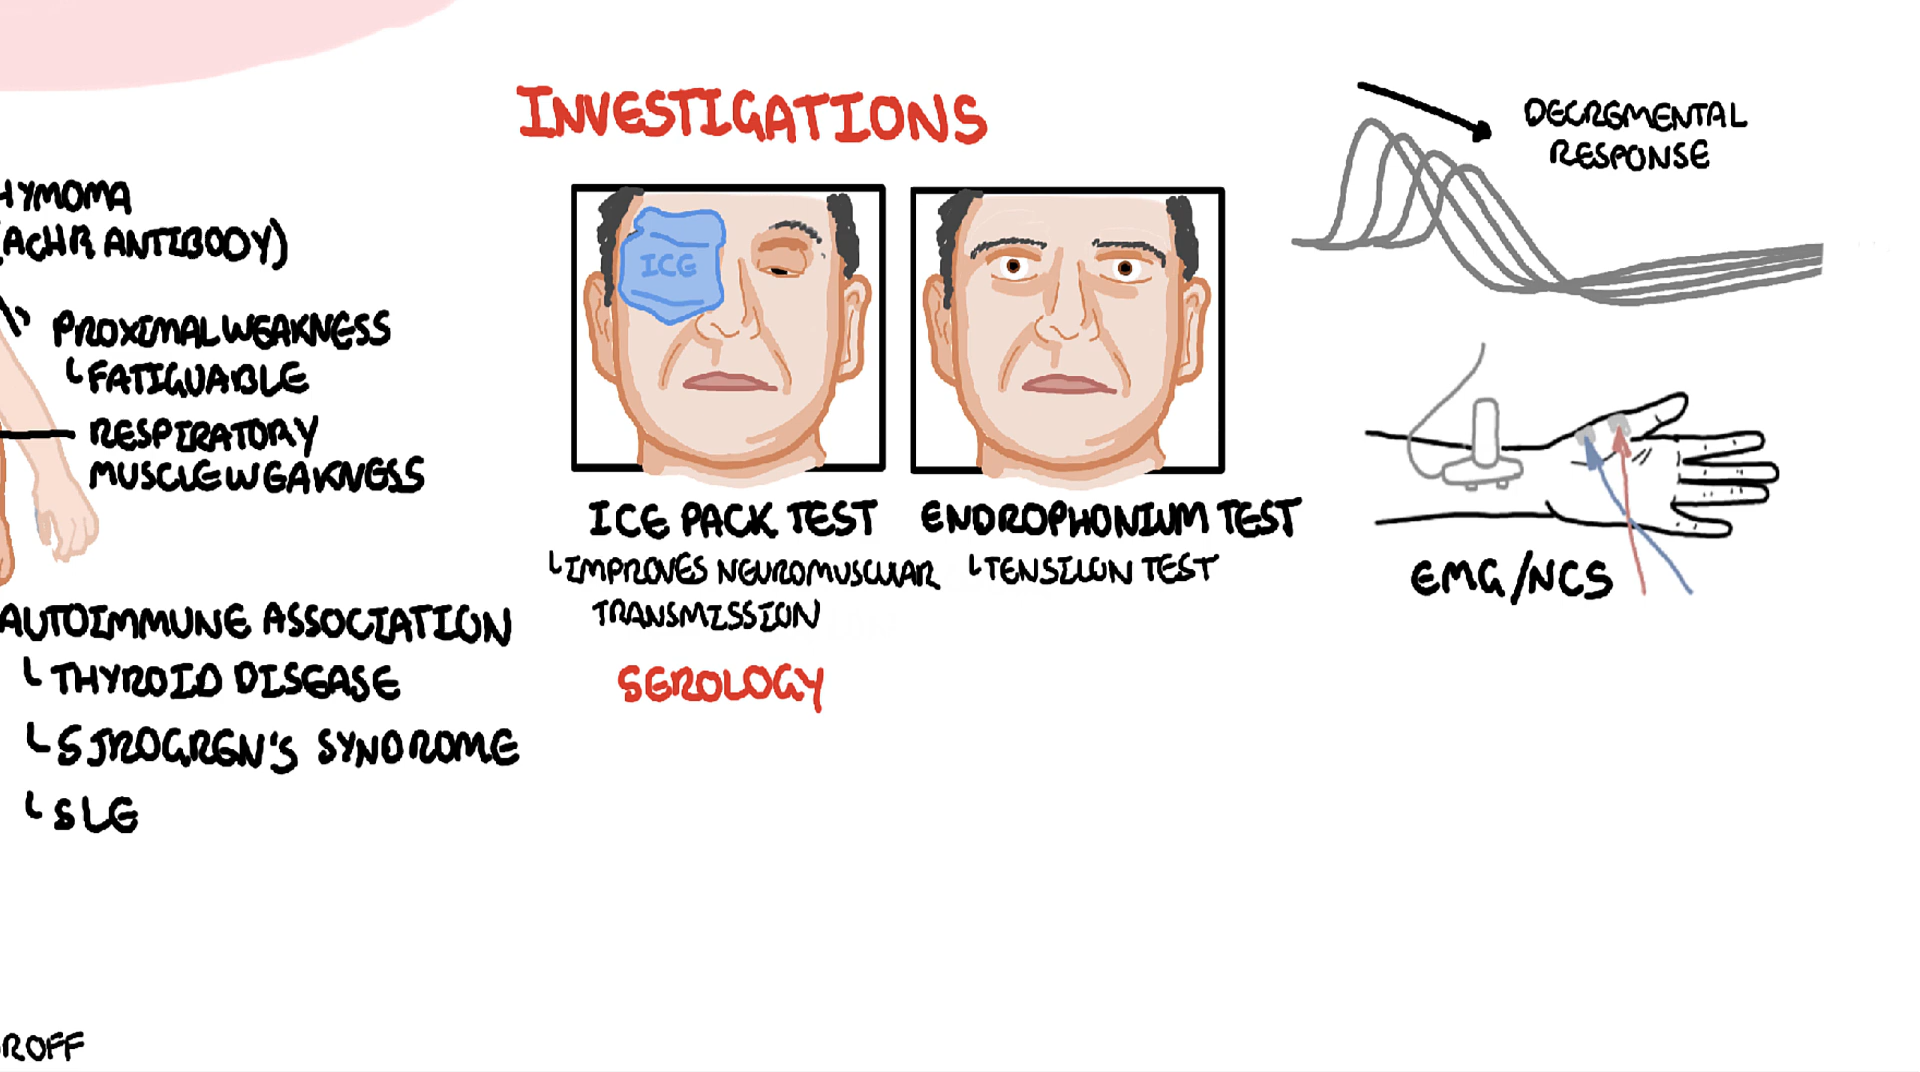 INVESTIGATIONS
DECREMENTAL
RESPONSE
HYMOMA
(ACHR ANTIBODY)
PROXIMAL WEAKNESS
FATIGUABLE
RESPIRATORY
MUSCLE WEAKNESS
ICE
ICE PACK TEST
IMPROVES NEUROMUSCULAR
TRANSMISSION
ENDROPHONIUM TEST
TENSILON TEST
EMG/NCS
SEROLOGY
AUTOIMMUNE ASSOCIATION
THYROID DISEASE
SJROGREN'S SYNDROME
SLE
ROFF